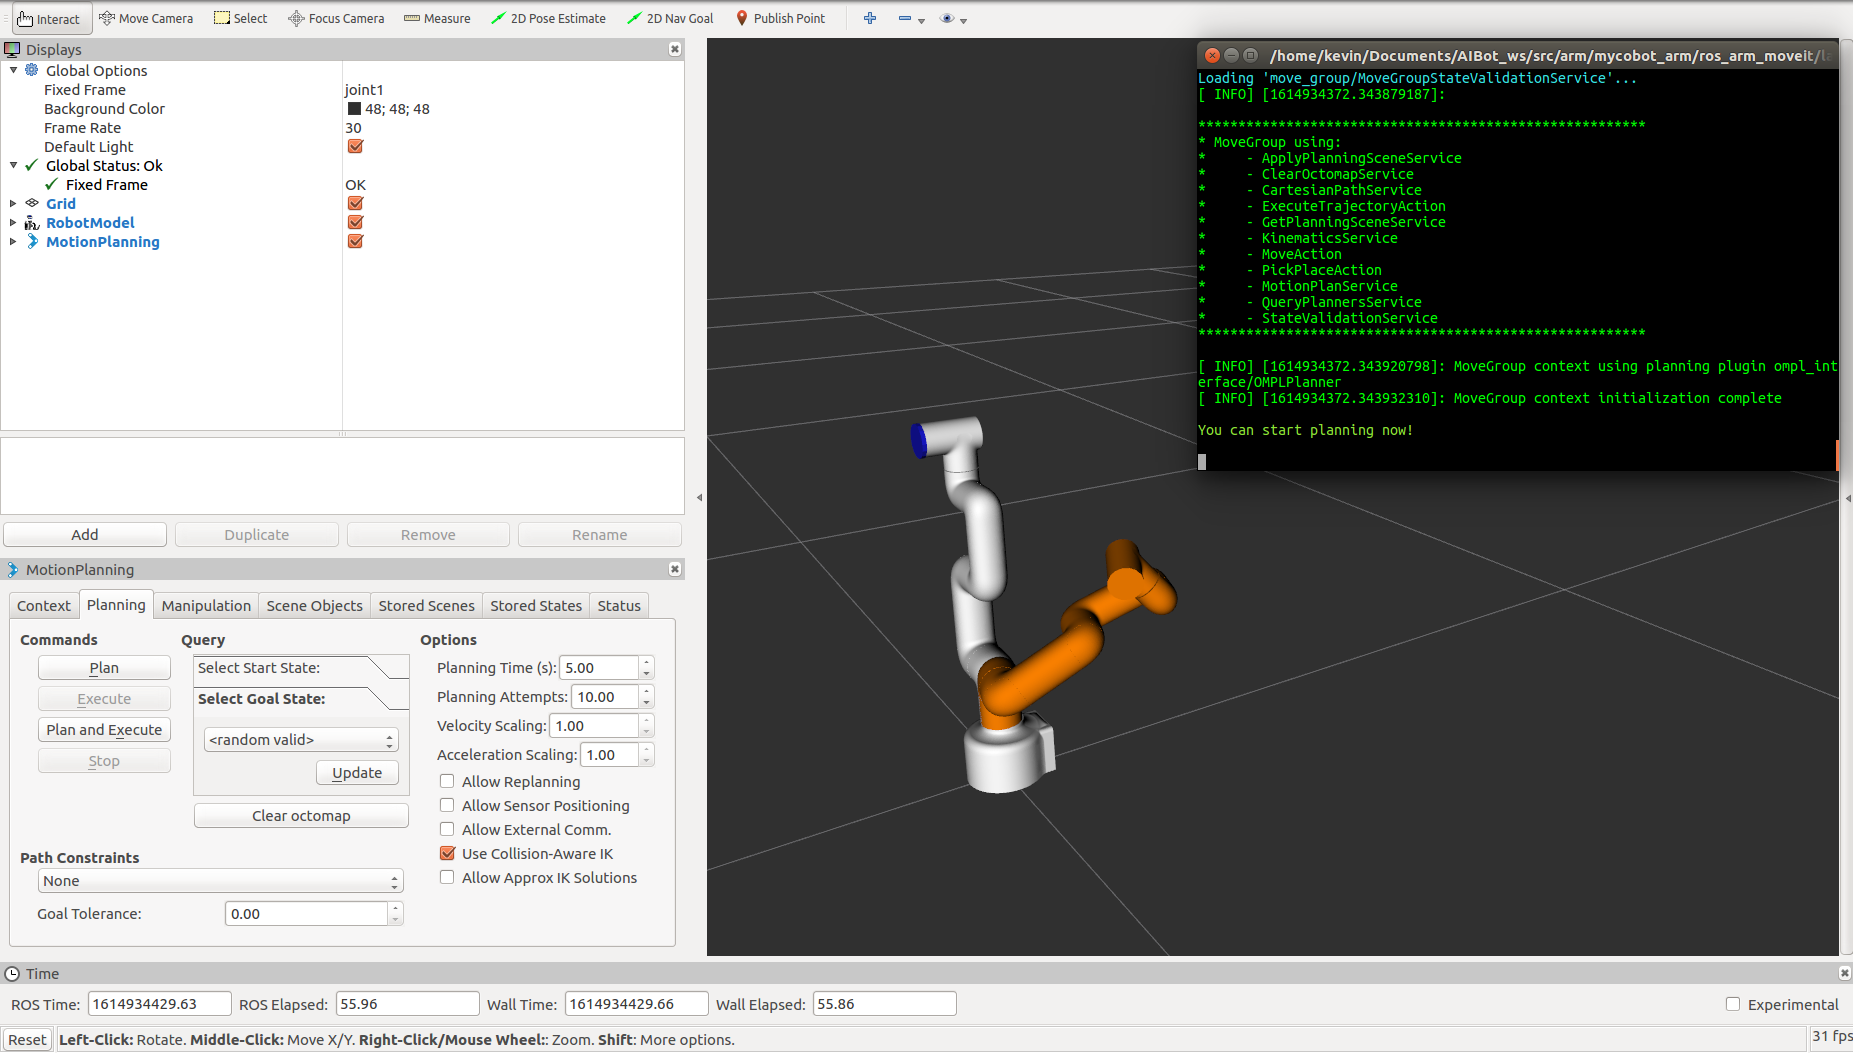 Interact Move Camera Select Focus Camera Measure 2D Pose Estimate 2D Nav Goal Publish Point
Displays
Global Options
Fixed Frame joint1
Background Color 48; 48; 48
Frame Rate 30
Default Light
Global Status: Ok
Fixed Frame OK
Grid
RobotModel
MotionPlanning
Add Duplicate Remove Rename
MotionPlanning
Context Planning Manipulation Scene Objects Stored Scenes Stored States Status
Commands Query Options
Plan
Execute
Plan and Execute
Stop
Select Start State:
Select Goal State:
<random valid>
Update
Clear octomap
Planning Time (s): 5.00
Planning Attempts: 10.00
Velocity Scaling: 1.00
Acceleration Scaling: 1.00
Allow Replanning
Allow Sensor Positioning
Allow External Comm.
Use Collision-Aware IK
Allow Approx IK Solutions
Path Constraints
None
Goal Tolerance: 0.00
/home/kevin/Documents/AIBot_ws/src/arm/mycobot_arm/ros_arm_moveit/la
Loading 'move_group/MoveGroupStateValidationService'...
[ INFO] [1614934372.343879187]:
********************************************************
* MoveGroup using:
*     - ApplyPlanningSceneService
*     - ClearOctomapService
*     - CartesianPathService
*     - ExecuteTrajectoryAction
*     - GetPlanningSceneService
*     - KinematicsService
*     - MoveAction
*     - PickPlaceAction
*     - MotionPlanService
*     - QueryPlannersService
*     - StateValidationService
********************************************************
[ INFO] [1614934372.343920798]: MoveGroup context using planning plugin ompl_int
erface/OMPLPlanner
[ INFO] [1614934372.343932310]: MoveGroup context initialization complete
You can start planning now!
Time
ROS Time: 1614934429.63 ROS Elapsed: 55.96 Wall Time: 1614934429.66 Wall Elapsed: 55.86 Experimental
Reset Left-Click: Rotate. Middle-Click: Move X/Y. Right-Click/Mouse Wheel:: Zoom. Shift: More options. 31 fps